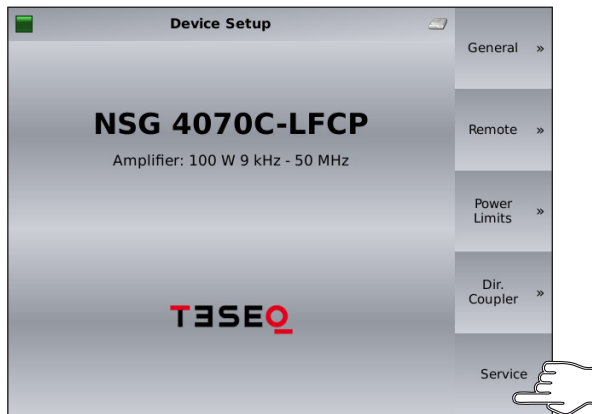 Device Setup
NSG 4070C-LFCP
Amplifier: 100 W 9 kHz - 50 MHz
TESEQ
General »
Remote »
Power
Limits »
Dir.
Coupler »
Service